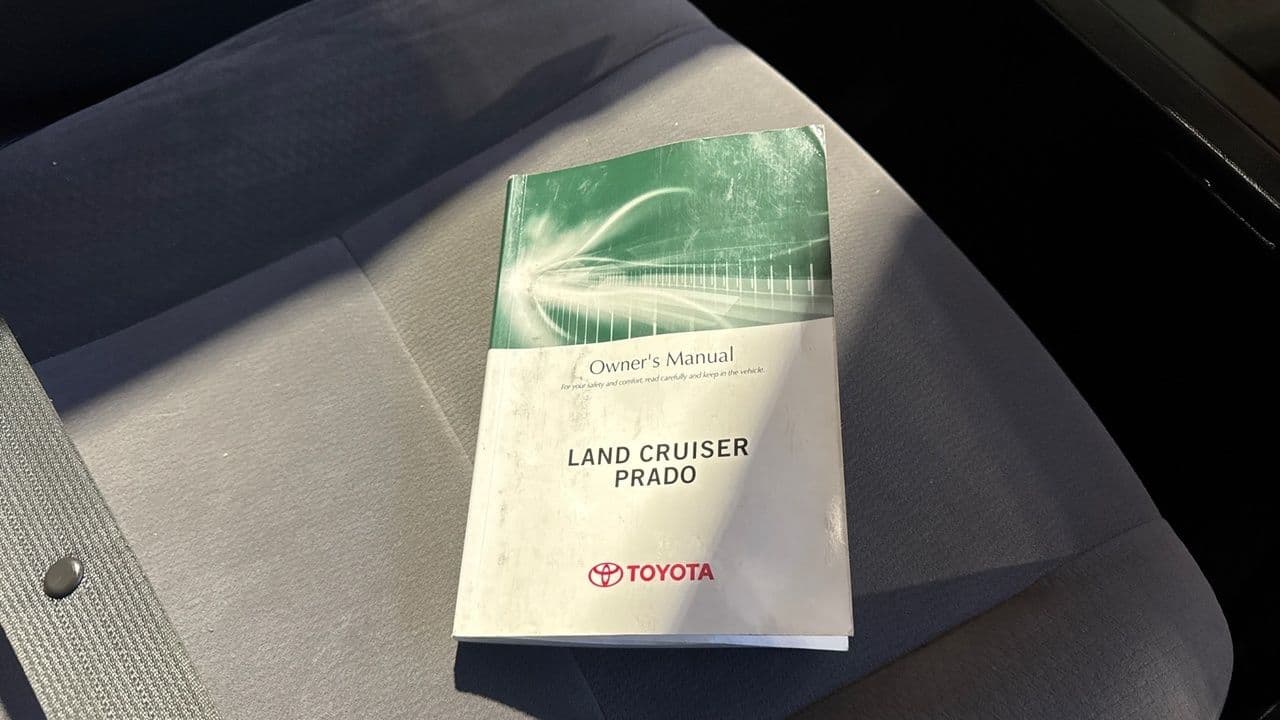 Owner's Manual
For your safety and comfort, read carefully and keep in the vehicle.
LAND CRUISER
PRADO
TOYOTA